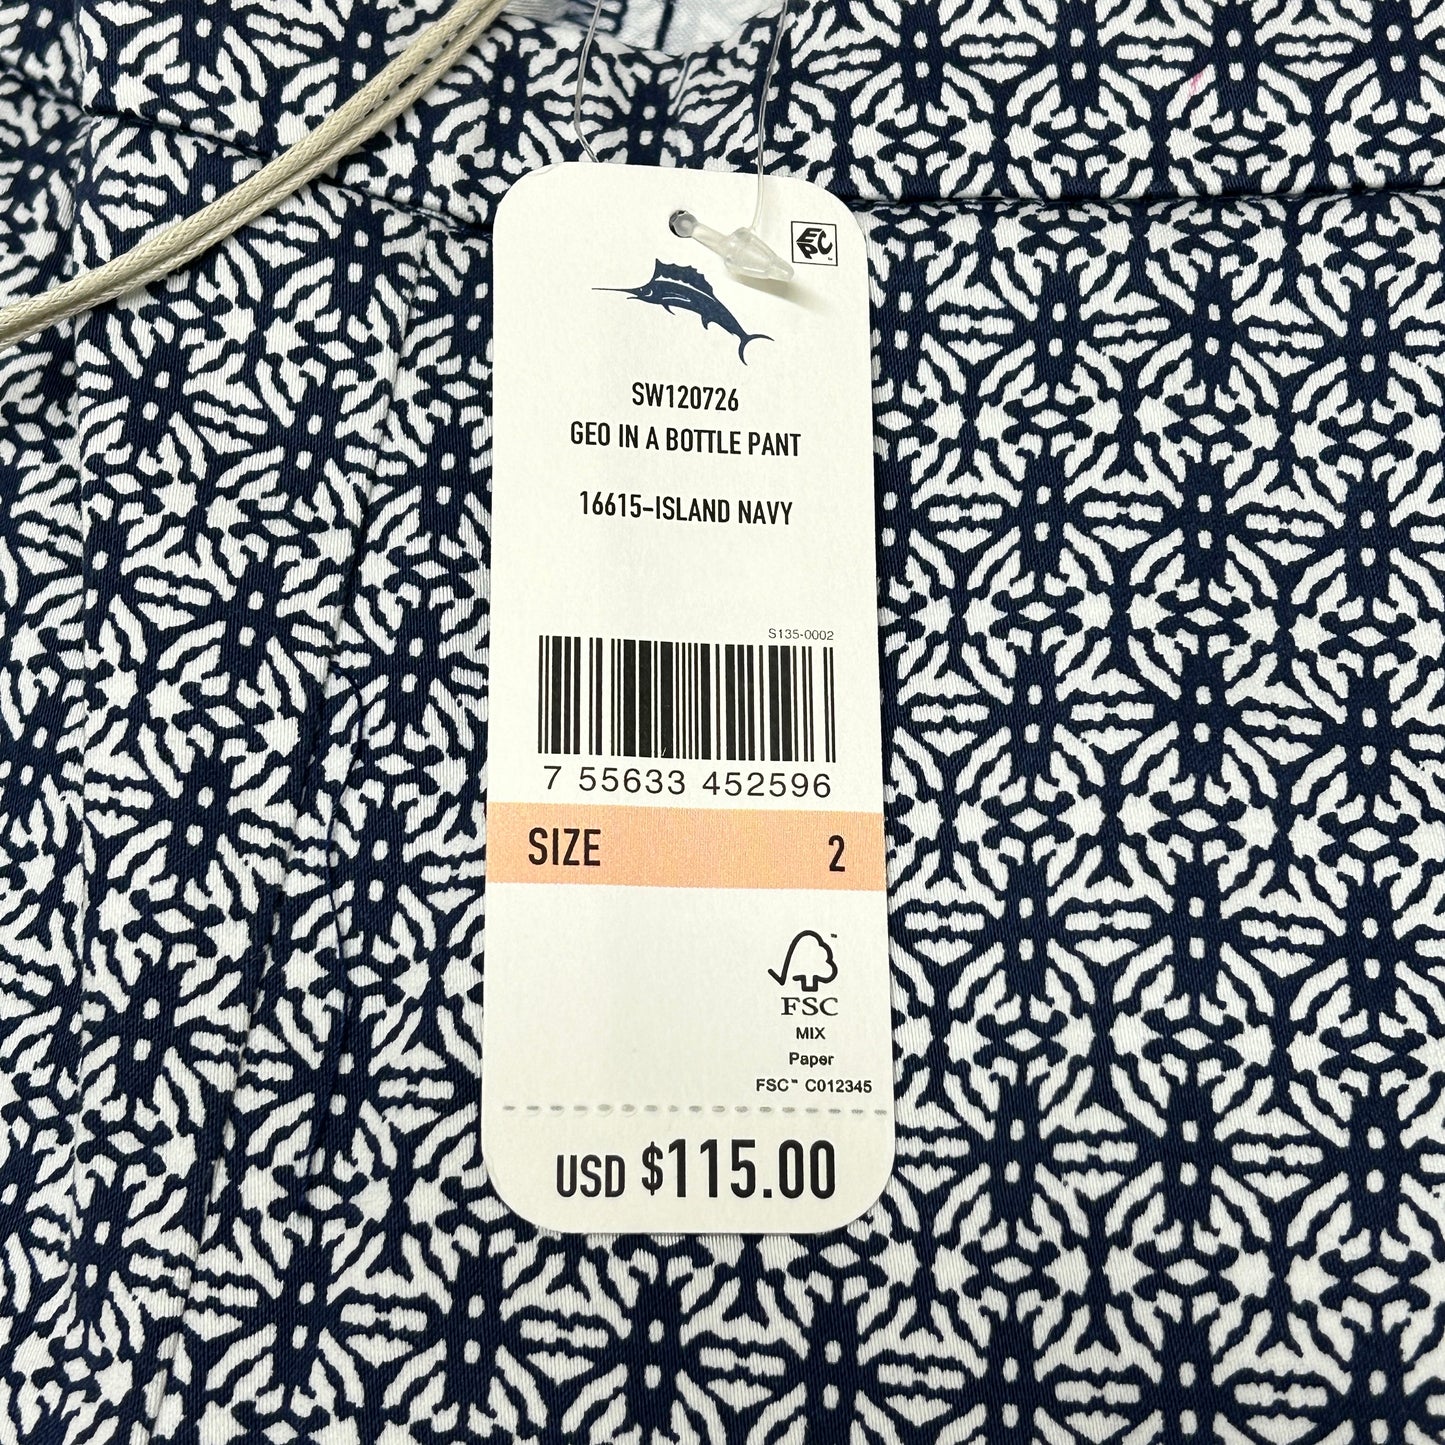 EPC
SW120726
GEO IN A BOTTLE PANT
16615-ISLAND NAVY
S135-0002
7 55633 452596
SIZE 2
FSC
MIX
Paper
FSC™ C012345
USD $115.00